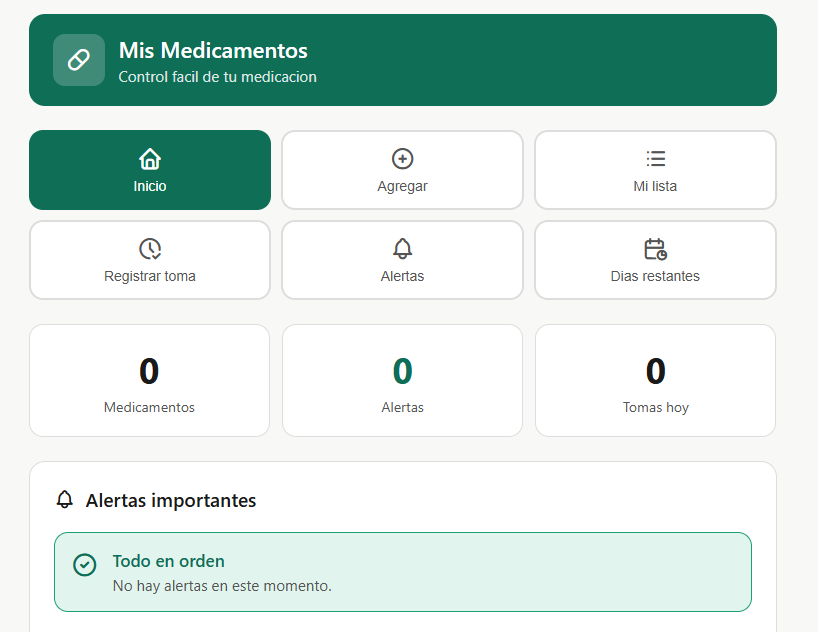 Mis Medicamentos
Control facil de tu medicacion
Inicio
Agregar
Mi lista
Registrar toma
Alertas
Dias restantes
0
Medicamentos
0
Alertas
0
Tomas hoy
Alertas importantes
Todo en orden
No hay alertas en este momento.